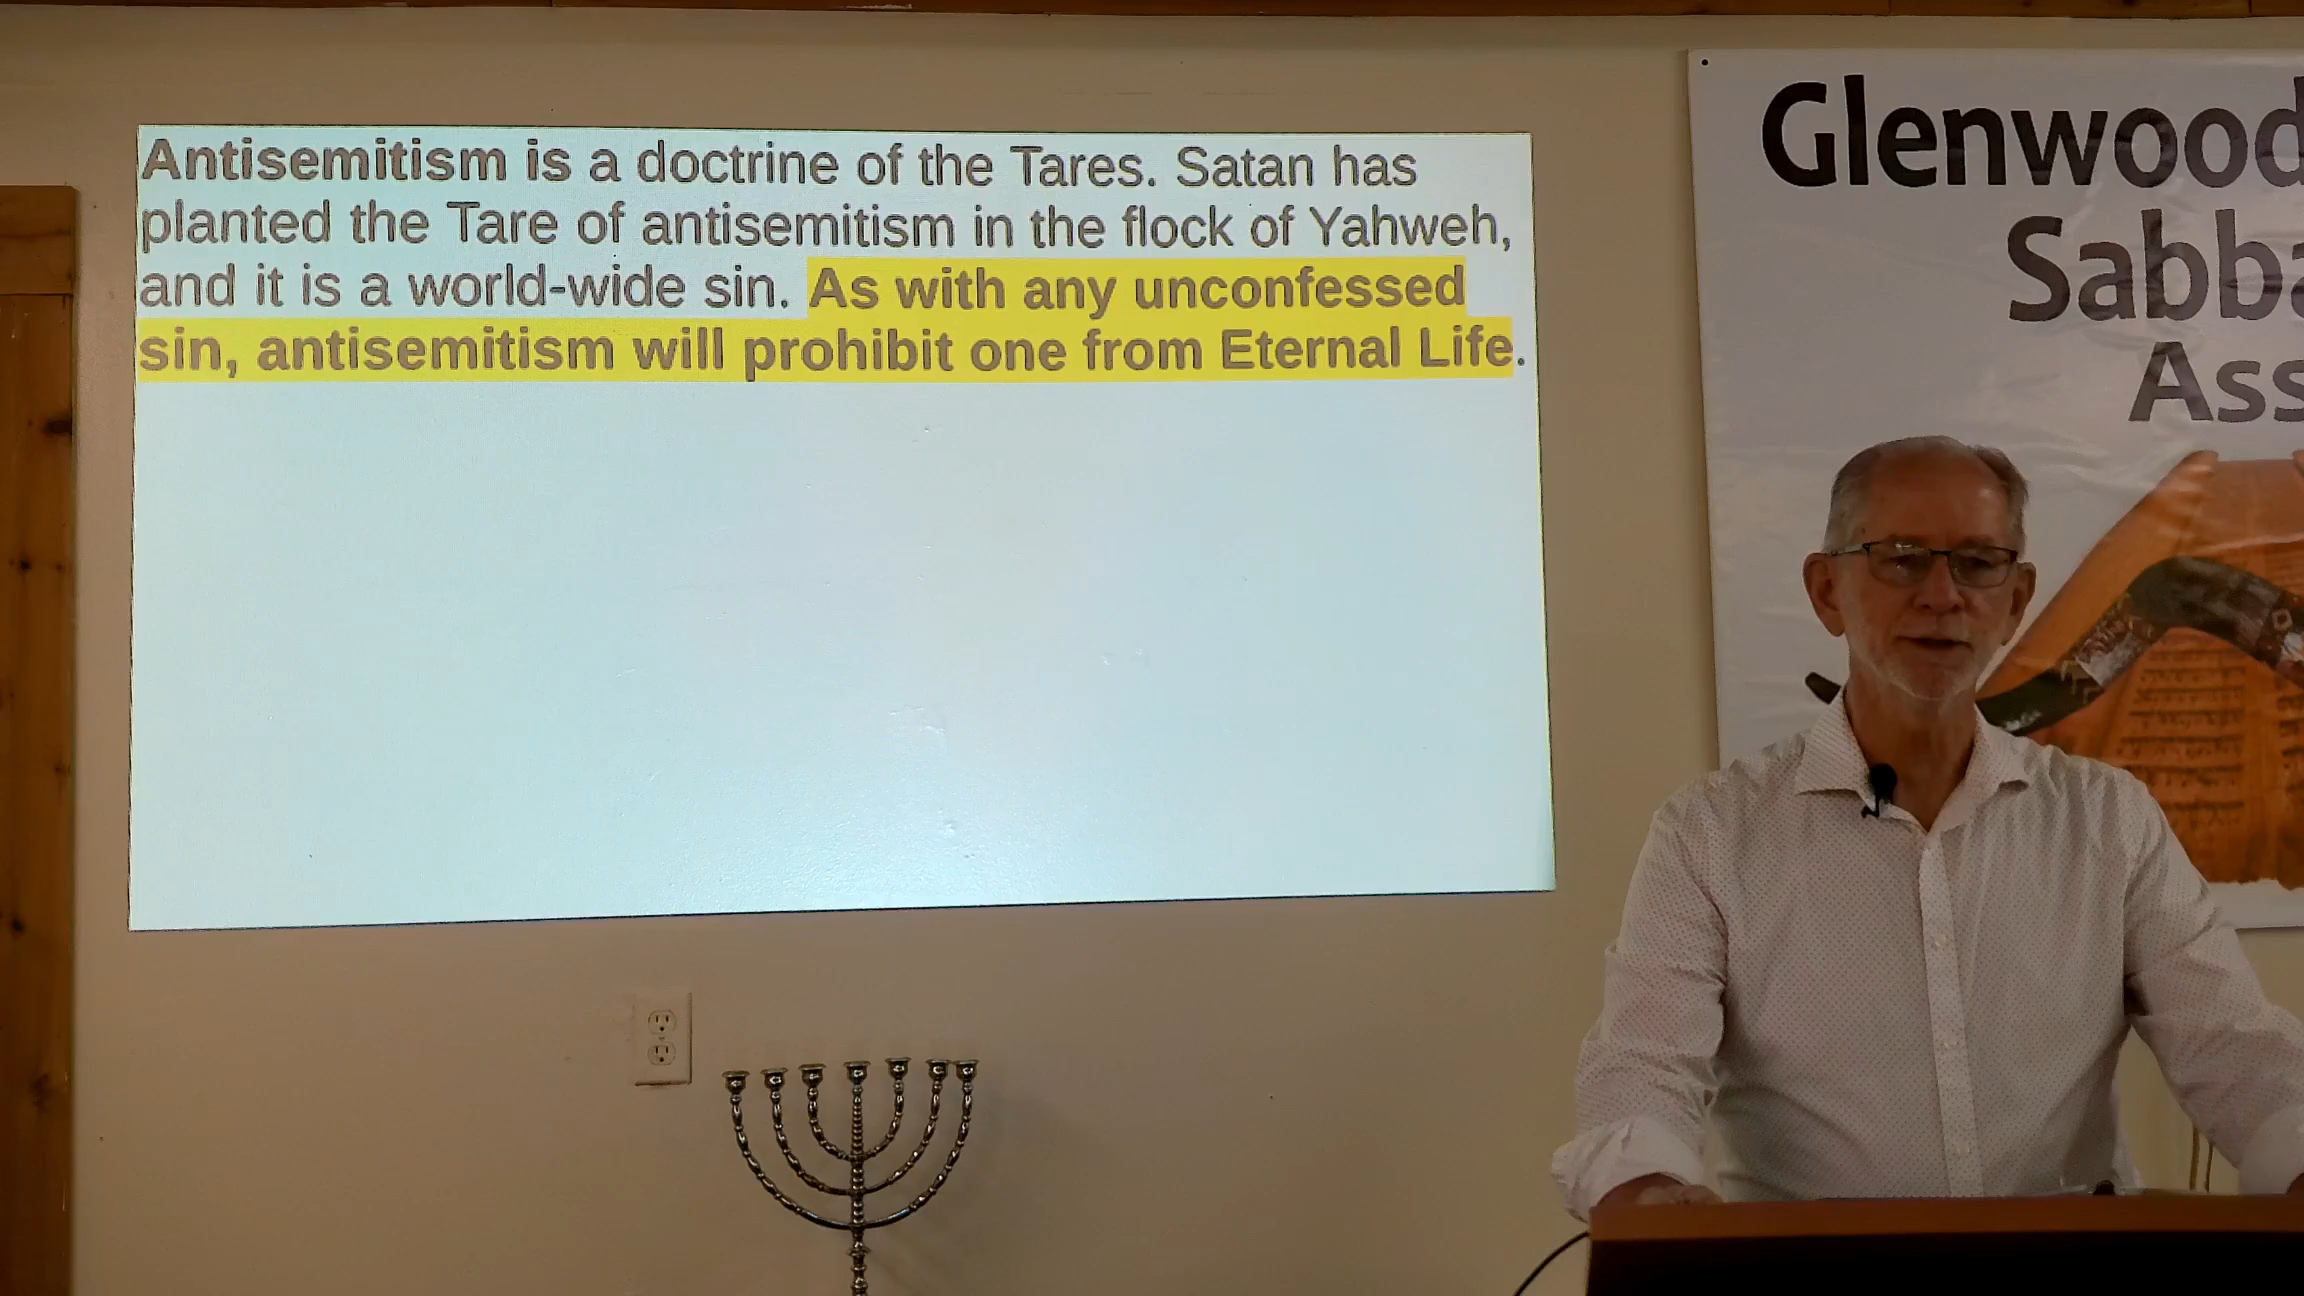 Antisemitism is a doctrine of the Tares. Satan has
planted the Tare of antisemitism in the flock of Yahweh,
and it is a world-wide sin. As with any unconfessed
sin, antisemitism will prohibit one from Eternal Life.
Glenwood
Sabba
Ass